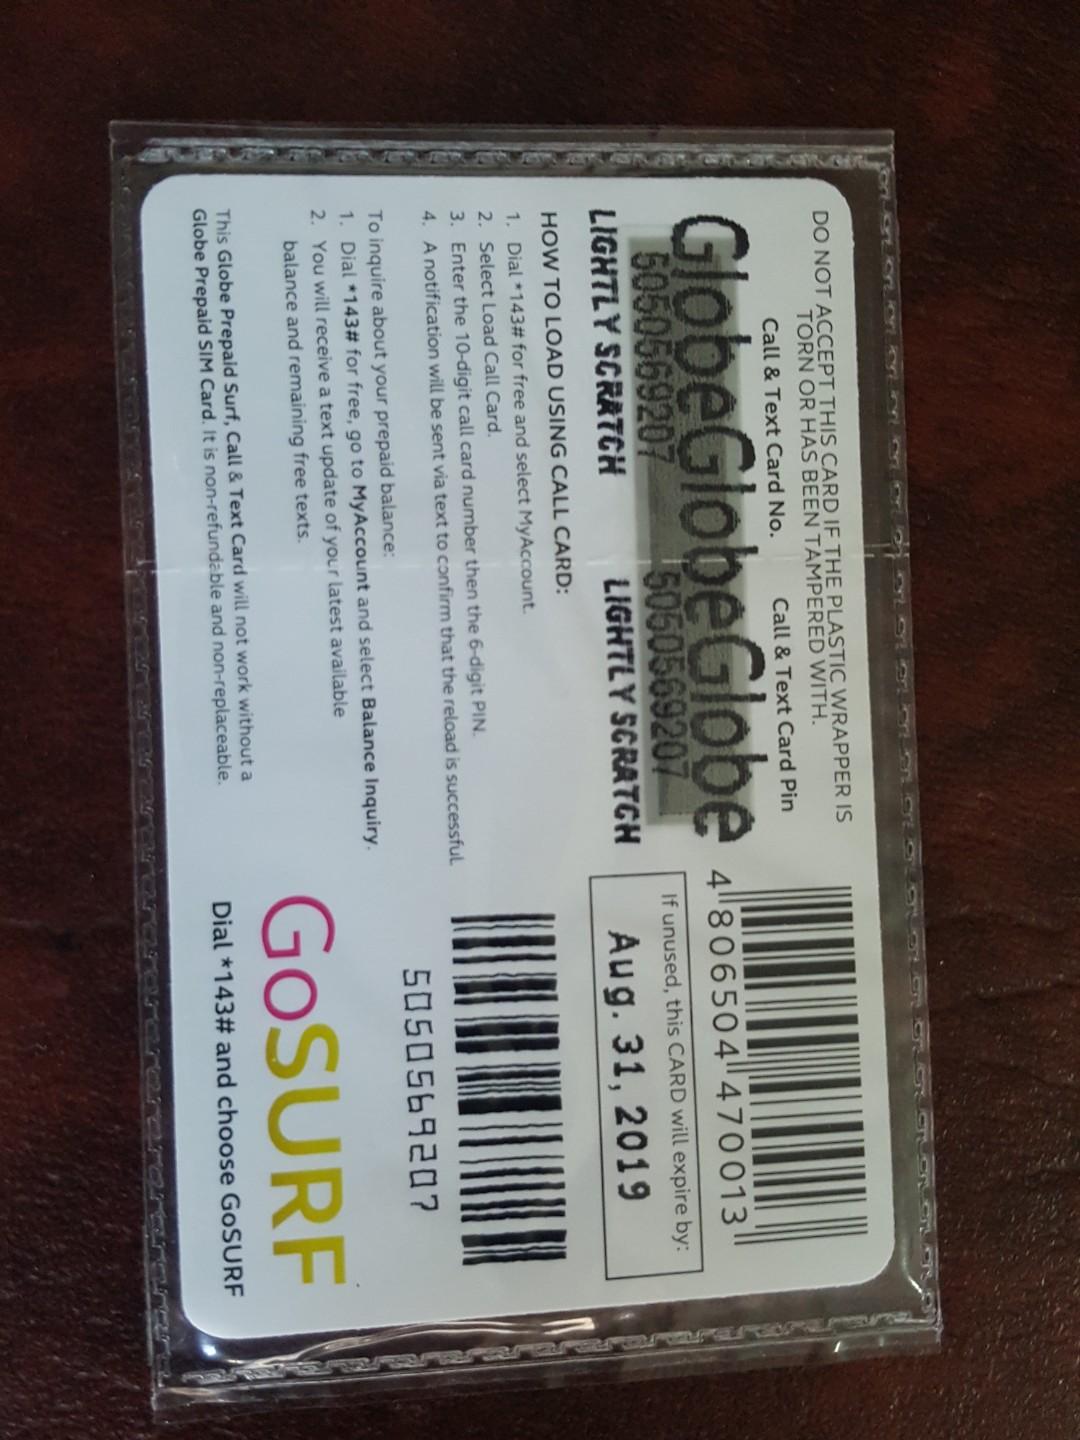 DO NOT ACCEPT THIS CARD IF THE PLASTIC WRAPPER IS
TORN OR HAS BEEN TAMPERED WITH.
Call & Text Card No.
Call & Text Card Pin
GlobeGlobeGlobeGlobe
5050569207
5050569207
LIGHTLY SCRATCH
LIGHTLY SCRATCH
HOW TO LOAD USING CALL CARD:
1. Dial *143# for free and select MyAccount.
2. Select Load Call Card.
3. Enter the 10-digit call card number then the 6-digit PIN.
4. A notification will be sent via text to confirm that the reload is successful.
To inquire about your prepaid balance:
1. Dial *143# for free, go to MyAccount and select Balance Inquiry.
2. You will receive a text update of your latest available
balance and remaining free texts.
This Globe Prepaid Surf, Call & Text Card will not work without a
Globe Prepaid SIM Card. It is non-refundable and non-replaceable.
4 806504 470013
If unused, this CARD will expire by:
Aug. 31, 2019
5050569207
GoSURF
Dial *143# and choose GoSURF